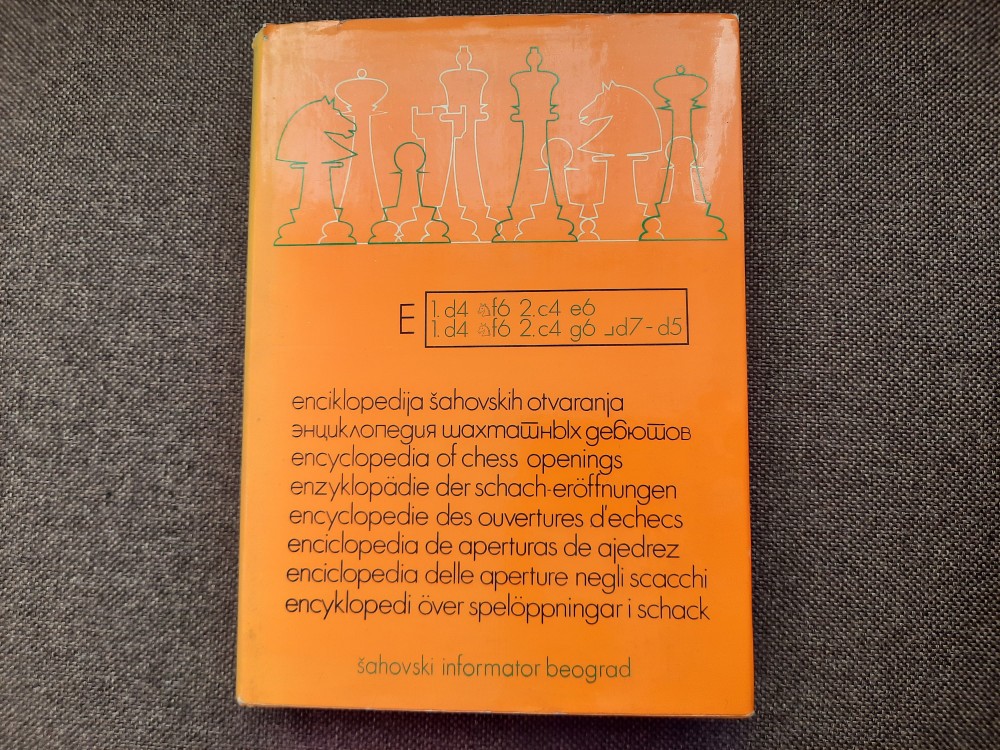 E
1. d4 ♘f6 2. c4 e6
1. d4 ♘f6 2. c4 g6 ⌟d7-d5
enciklopedija šahovskih otvaranja
энциклопедия шахматных дебютов
encyclopedia of chess openings
enzyklopädie der schach-eröffnungen
encyclopedie des ouvertures d'echecs
enciclopedia de aperturas de ajedrez
enciclopedia delle aperture negli scacchi
encyklopedi över spelöppningar i schack
šahovski informator beograd